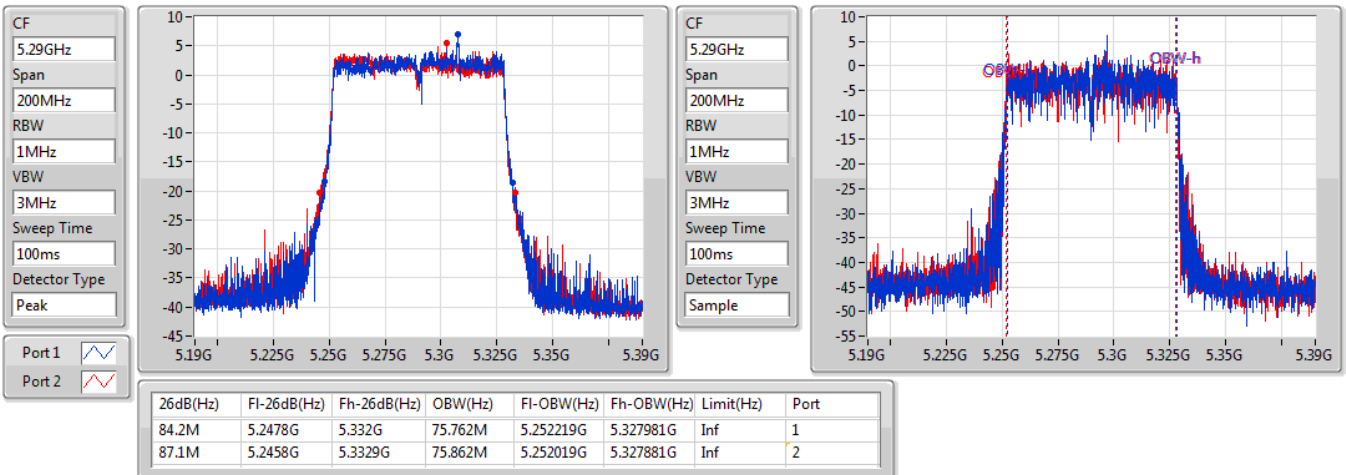 CF
5.29GHz
Span
200MHz
RBW
1MHz
VBW
3MHz
Sweep Time
100ms
Detector Type
Peak
10
5
0
-5
-10
-15
-20
-25
-30
-35
-40
-45
5.19G 5.225G 5.25G 5.275G 5.3G 5.325G 5.35G 5.39G
CF
5.29GHz
Span
200MHz
RBW
1MHz
VBW
3MHz
Sweep Time
100ms
Detector Type
Sample
10
5
0
-5
-10
-15
-20
-25
-30
-35
-40
-45
-50
-55
OBW-h
5.19G 5.225G 5.25G 5.275G 5.3G 5.325G 5.35G 5.39G
Port 1
Port 2
26dB(Hz) Fl-26dB(Hz) Fh-26dB(Hz) OBW(Hz) Fl-OBW(Hz) Fh-OBW(Hz) Limit(Hz) Port
84.2M 5.2478G 5.332G 75.762M 5.252219G 5.327981G Inf 1
87.1M 5.2458G 5.3329G 75.862M 5.252019G 5.327881G Inf 2